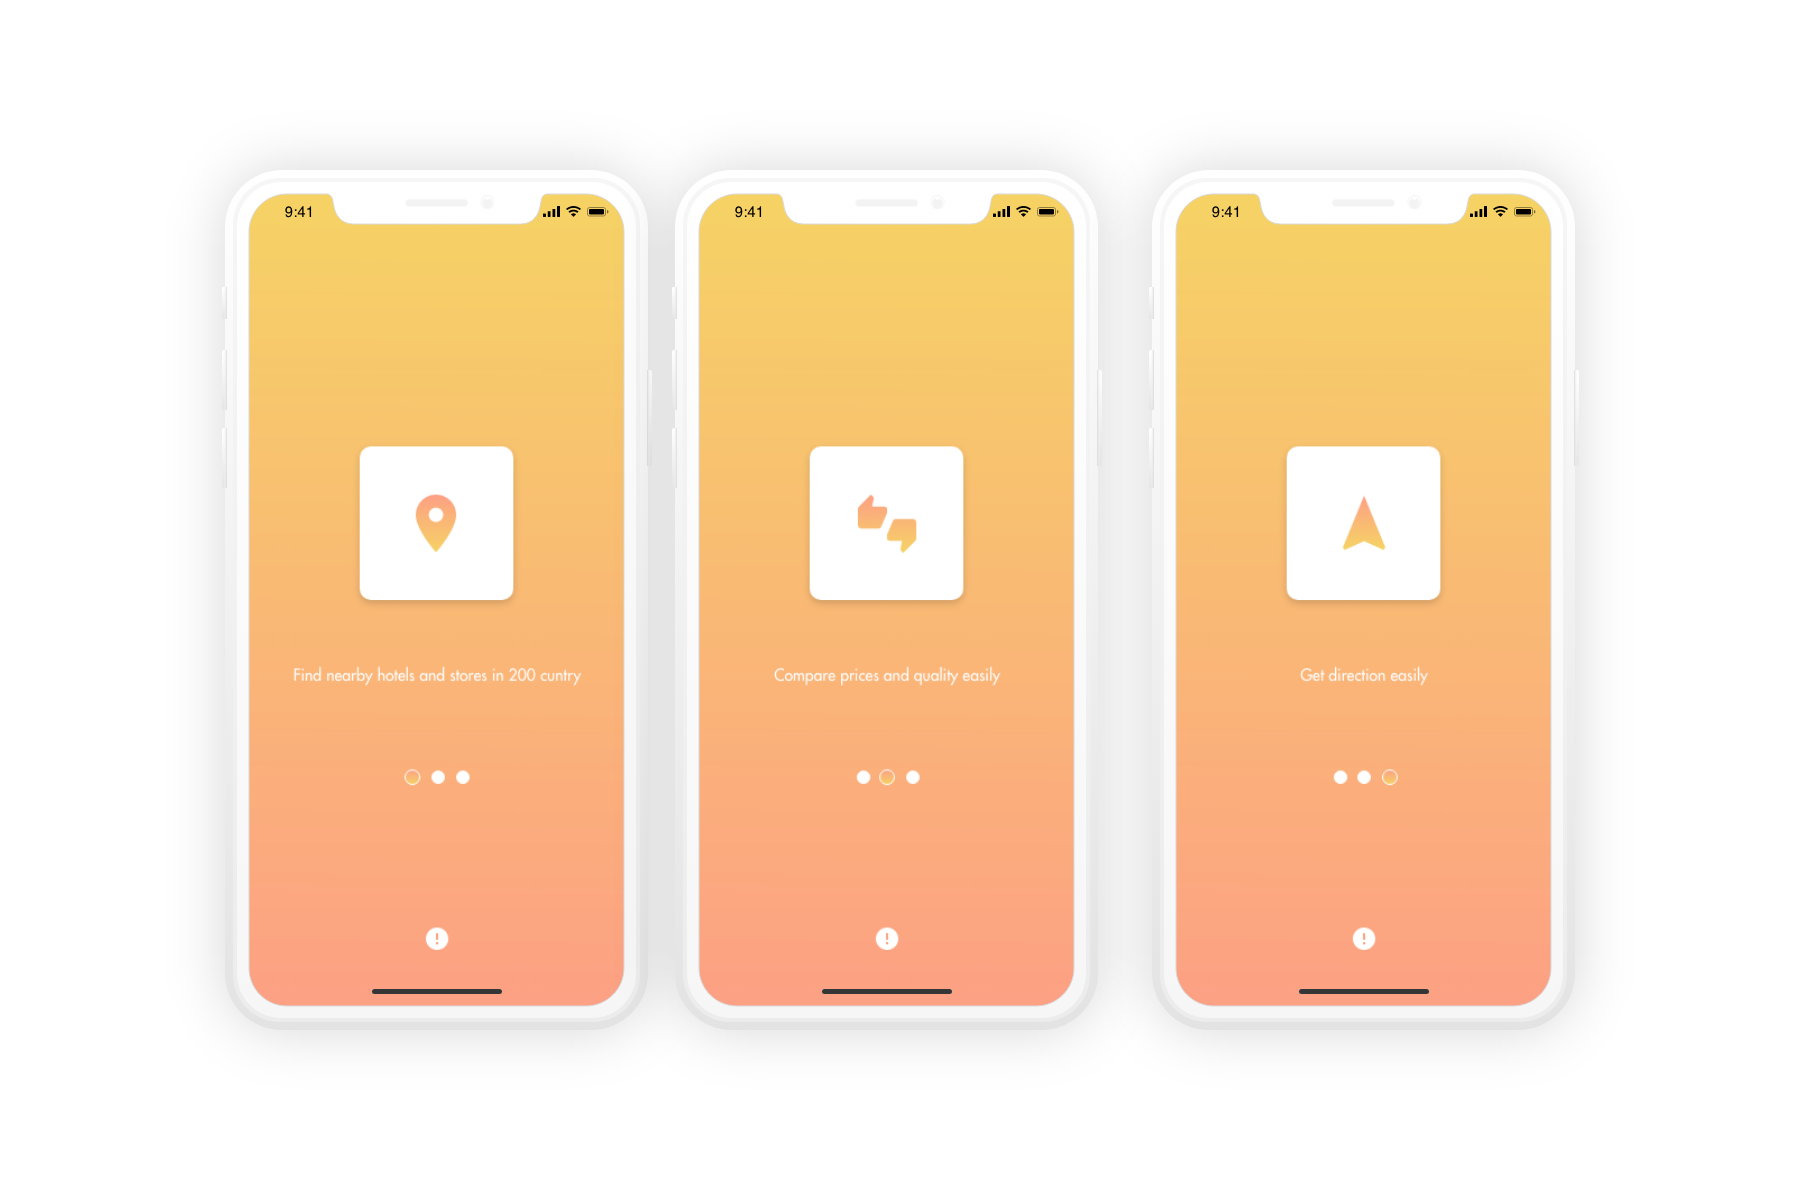 9:41
Find nearby hotels and stores in 200 cuntry
9:41
Compare prices and quality easily
9:41
Get direction easily